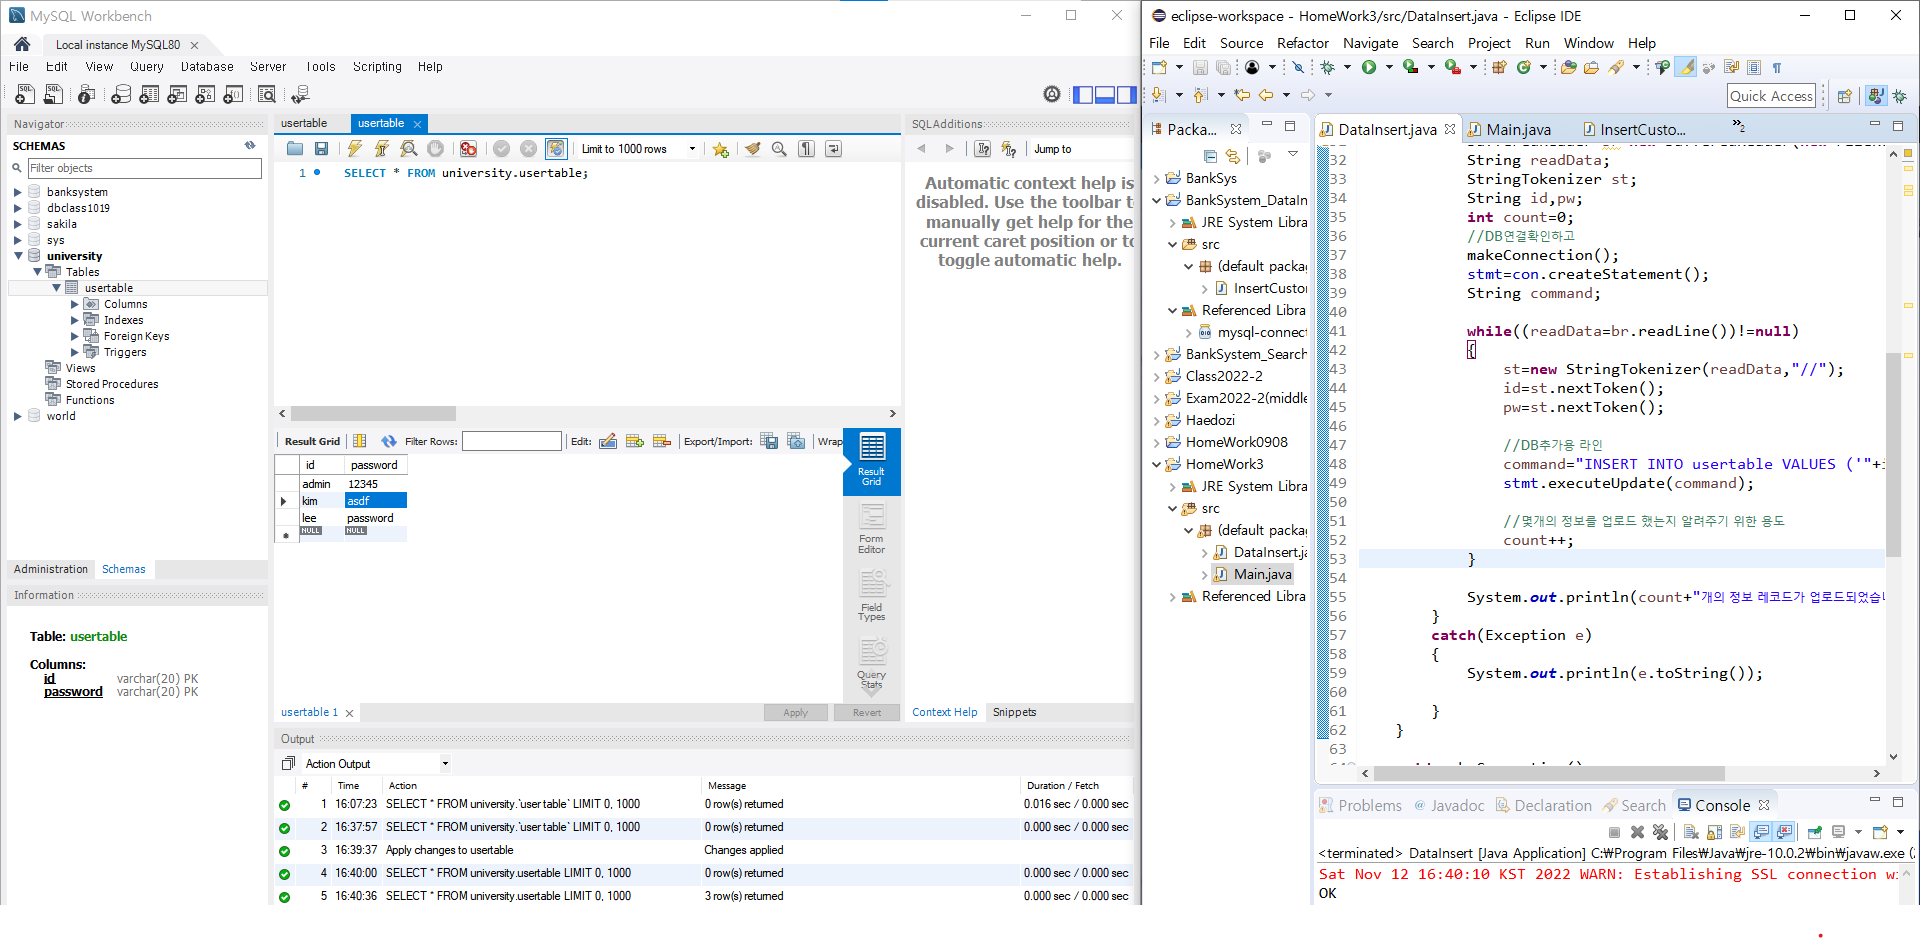 MySQL Workbench
Local instance MySQL80
File Edit View Query Database Server Tools Scripting Help
Navigator
SCHEMAS
Filter objects
banksystem
dbclass1019
sakila
sys
university
Tables
usertable
Columns
Indexes
Foreign Keys
Triggers
Views
Stored Procedures
Functions
world
Administration Schemas
Information
Table: usertable
Columns:
id varchar(20) PK
password varchar(20) PK
usertable usertable
Limit to 1000 rows
1 SELECT * FROM university.usertable;
Result Grid Filter Rows: Edit: Export/Import: Wrap
id password
admin 12345
kim asdf
lee password
NULL NULL
Result Grid
Form Editor
Field Types
Query Stats
usertable 1 Apply Revert
SQLAdditions
Jump to
Automatic context help is
disabled. Use the toolbar t
manually get help for the
current caret position or to
toggle automatic help.
Context Help Snippets
Output
Action Output
# Time Action Message Duration / Fetch
1 16:07:23 SELECT * FROM university.`user table` LIMIT 0, 1000 0 row(s) returned 0.016 sec / 0.000 sec
2 16:37:57 SELECT * FROM university.`user table` LIMIT 0, 1000 0 row(s) returned 0.000 sec / 0.000 sec
3 16:39:37 Apply changes to usertable Changes applied
4 16:40:00 SELECT * FROM university.usertable LIMIT 0, 1000 0 row(s) returned 0.000 sec / 0.000 sec
5 16:40:36 SELECT * FROM university.usertable LIMIT 0, 1000 3 row(s) returned 0.000 sec / 0.000 sec
eclipse-workspace - HomeWork3/src/DataInsert.java - Eclipse IDE
File Edit Source Refactor Navigate Search Project Run Window Help
Quick Access
Packa...
BankSys
BankSystem_DataIn
JRE System Libra
src
(default packag
InsertCustor
Referenced Libra
mysql-connect
BankSystem_Search
Class2022-2
Exam2022-2(middle
Haedozi
HomeWork0908
HomeWork3
JRE System Libra
src
(default packag
DataInsert.ja
Main.java
Referenced Libra
DataInsert.java Main.java InsertCusto... »2
32 String readData;
33 StringTokenizer st;
34 String id,pw;
35 int count=0;
36 //DB연결확인하고
37 makeConnection();
38 stmt=con.createStatement();
39 String command;
40
41 while((readData=br.readLine())!=null)
42 {
43 st=new StringTokenizer(readData,"//");
44 id=st.nextToken();
45 pw=st.nextToken();
46
47 //DB추가용 라인
48 command="INSERT INTO usertable VALUES ('"+
49 stmt.executeUpdate(command);
50
51 //몇개의 정보를 업로드 했는지 알려주기 위한 용도
52 count++;
53 }
54
55 System.out.println(count+"개의 정보 레코드가 업로드되었습
56 }
57 catch(Exception e)
58 {
59 System.out.println(e.toString());
60
61 }
62 }
63
Problems @ Javadoc Declaration Search Console
<terminated> DataInsert [Java Application] C:₩Program Files₩Java₩jre-10.0.2₩bin₩javaw.exe (
Sat Nov 12 16:40:10 KST 2022 WARN: Establishing SSL connection wi
OK